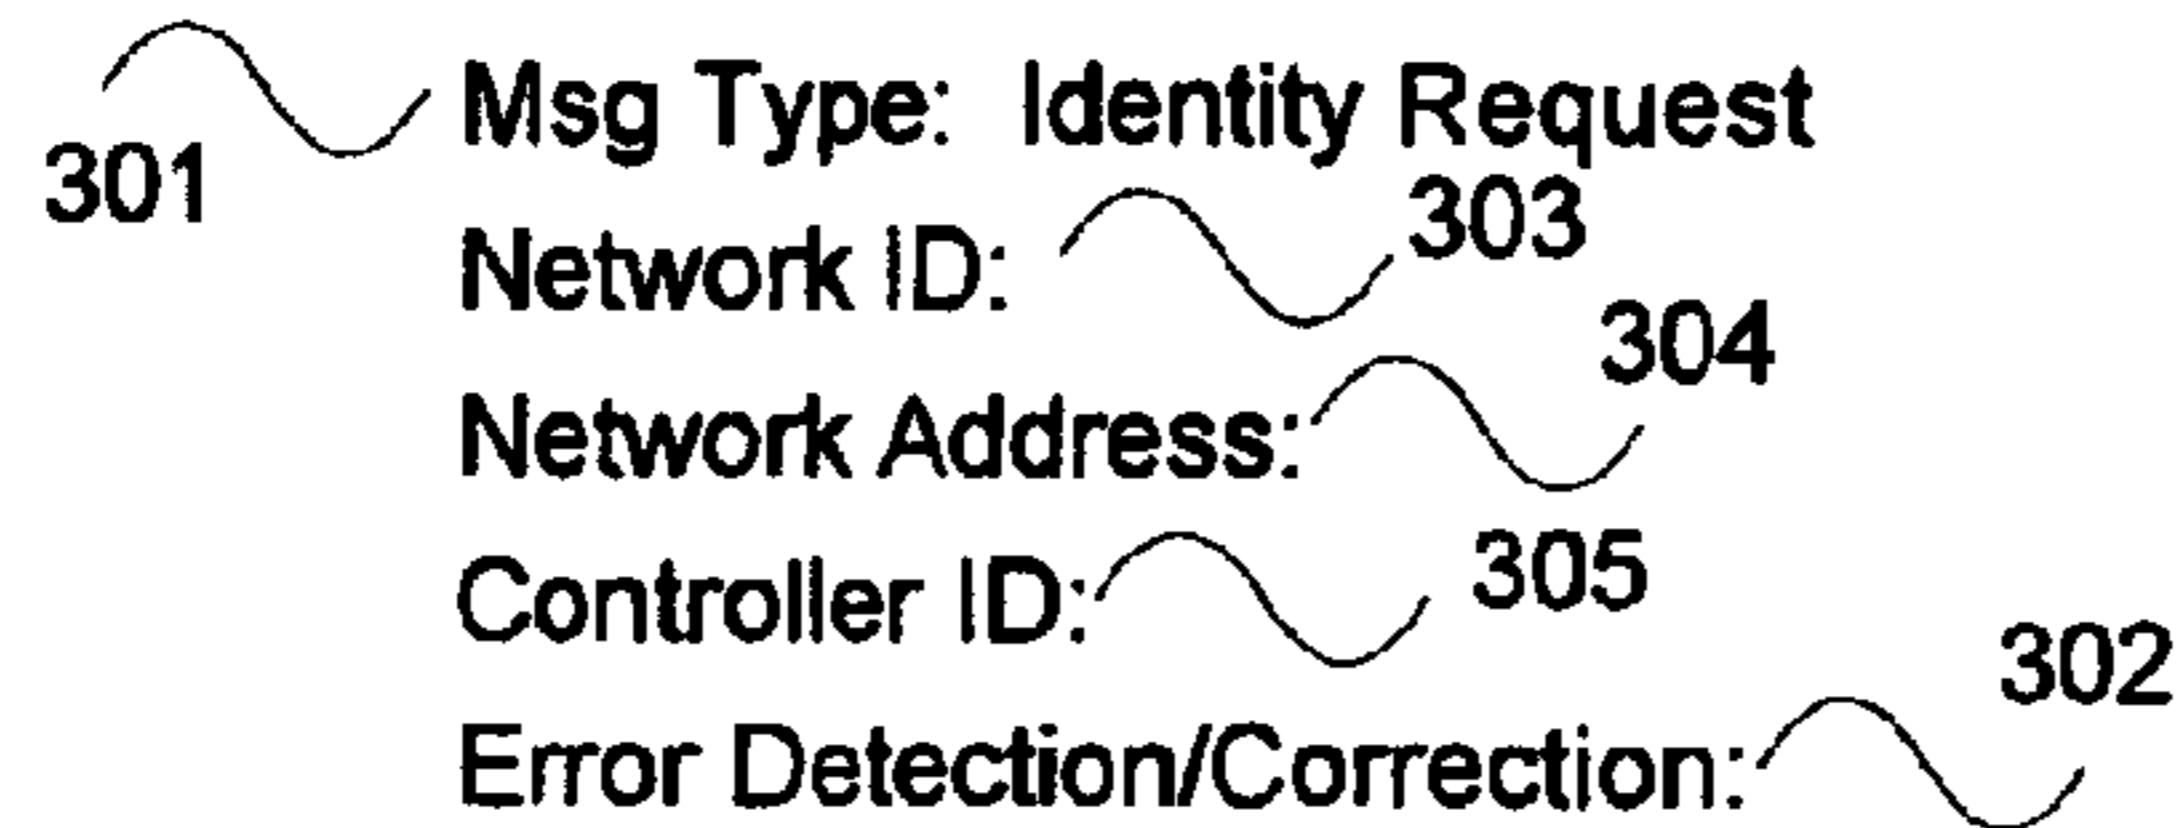 Msg Type: Identity Request
301
Network ID: 303
304
Network Address:
Controller ID: 305
302
Error Detection/Correction: